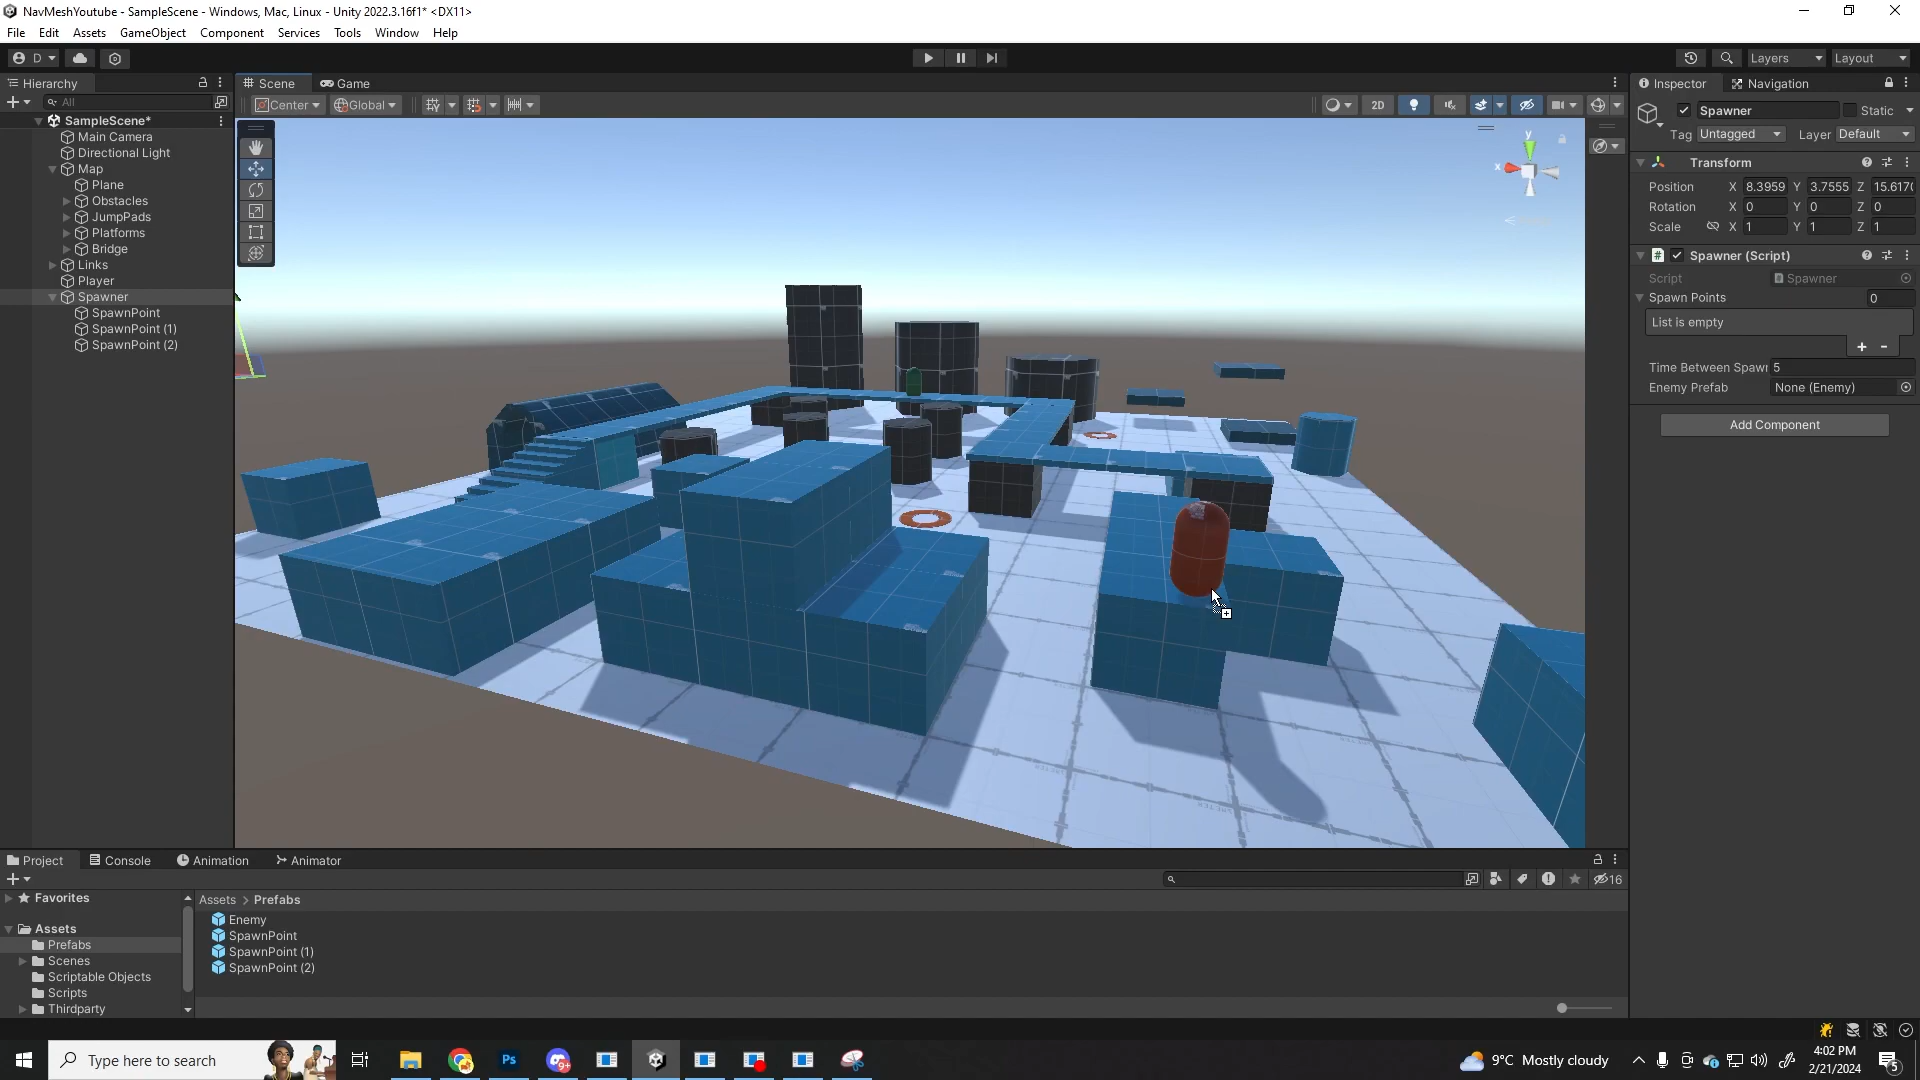 NavMeshYoutube - SampleScene - Windows, Mac, Linux - Unity 2022.3.16f1* <DX11>
File Edit Assets GameObject Component Services Tools Window Help
D Layers Layout
Hierarchy
All
SampleScene*
Main Camera
Directional Light
Map
Plane
Obstacles
JumpPads
Platforms
Bridge
Links
Player
Spawner
SpawnPoint
SpawnPoint (1)
SpawnPoint (2)
Scene Game
Center Global 2D
y
x
Inspector Navigation
Spawner Static
Tag Untagged Layer Default
Transform
Position X 8.3959 Y 3.7555 Z 15.617(
Rotation X 0 Y 0 Z 0
Scale X 1 Y 1 Z 1
Spawner (Script)
Script Spawner
Spawn Points 0
List is empty
Time Between Spawn 5
Enemy Prefab None (Enemy)
Add Component
Project Console Animation Animator
16
Favorites
Assets
Prefabs
Scenes
Scriptable Objects
Scripts
Thirdparty
Assets > Prefabs
Enemy
SpawnPoint
SpawnPoint (1)
SpawnPoint (2)
Type here to search
Ps
9+
9°C Mostly cloudy
4:02 PM
2/21/2024
5